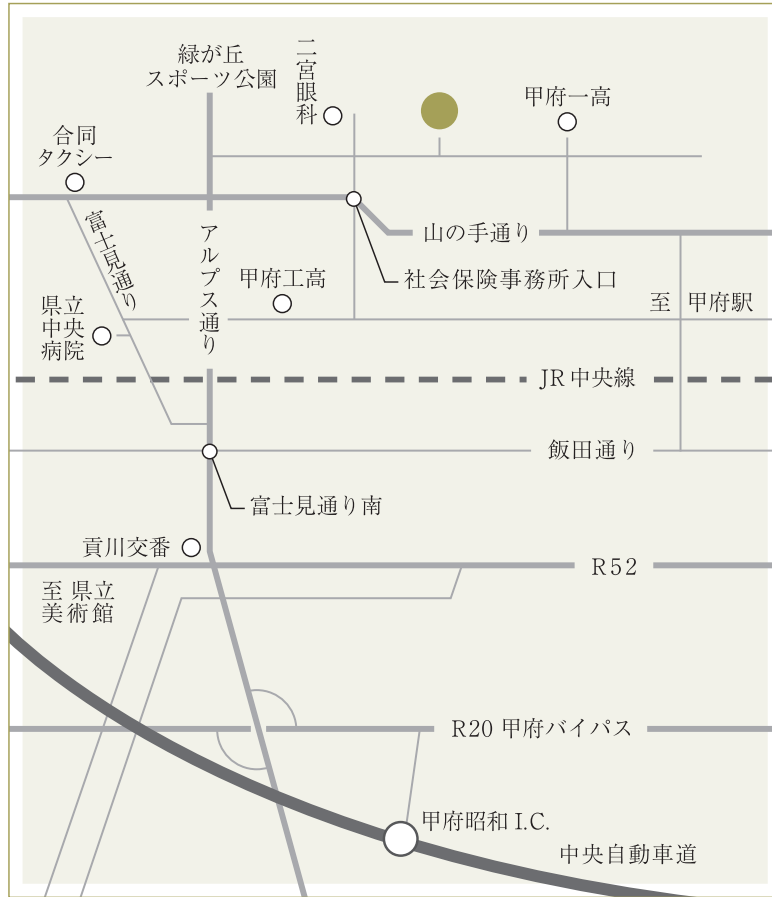 緑が丘
スポーツ公園
二宮眼科
甲府一高
合同
タクシー
富士見通り
アルプス通り
山の手通り
甲府工高
社会保険事務所入口
県立
中央
病院
至 甲府駅
JR中央線
飯田通り
富士見通り南
貢川交番
R52
至 県立
美術館
R20 甲府バイパス
甲府昭和 I.C.
中央自動車道